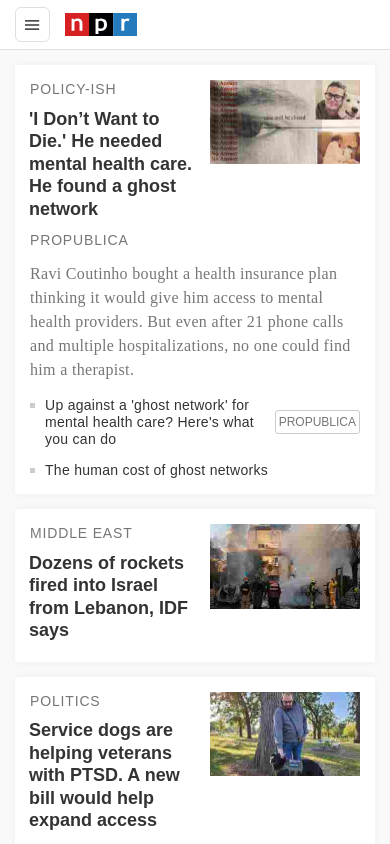 npr
POLICY-ISH
'I Don’t Want to
Die.' He needed
mental health care.
He found a ghost
network
PROPUBLICA
Ravi Coutinho bought a health insurance plan
thinking it would give him access to mental
health providers. But even after 21 phone calls
and multiple hospitalizations, no one could find
him a therapist.
Up against a 'ghost network' for
mental health care? Here's what
you can do
PROPUBLICA
The human cost of ghost networks
MIDDLE EAST
Dozens of rockets
fired into Israel
from Lebanon, IDF
says
POLITICS
Service dogs are
helping veterans
with PTSD. A new
bill would help
expand access